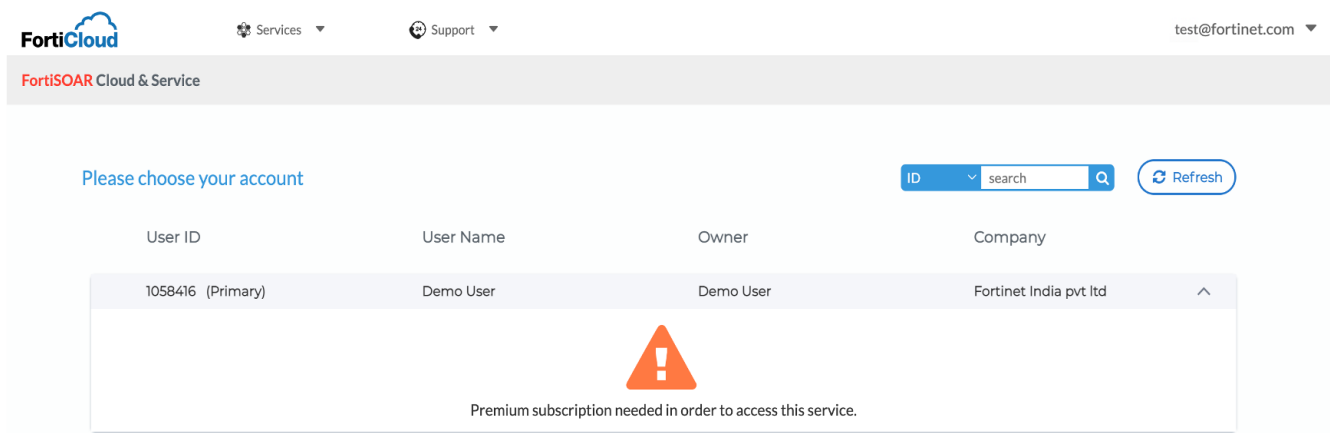 FortiCloud
Services
Support
test@fortinet.com
FortiSOAR Cloud & Service
Please choose your account
ID
search
Refresh
User ID User Name Owner Company
1058416 (Primary) Demo User Demo User Fortinet India pvt ltd
Premium subscription needed in order to access this service.